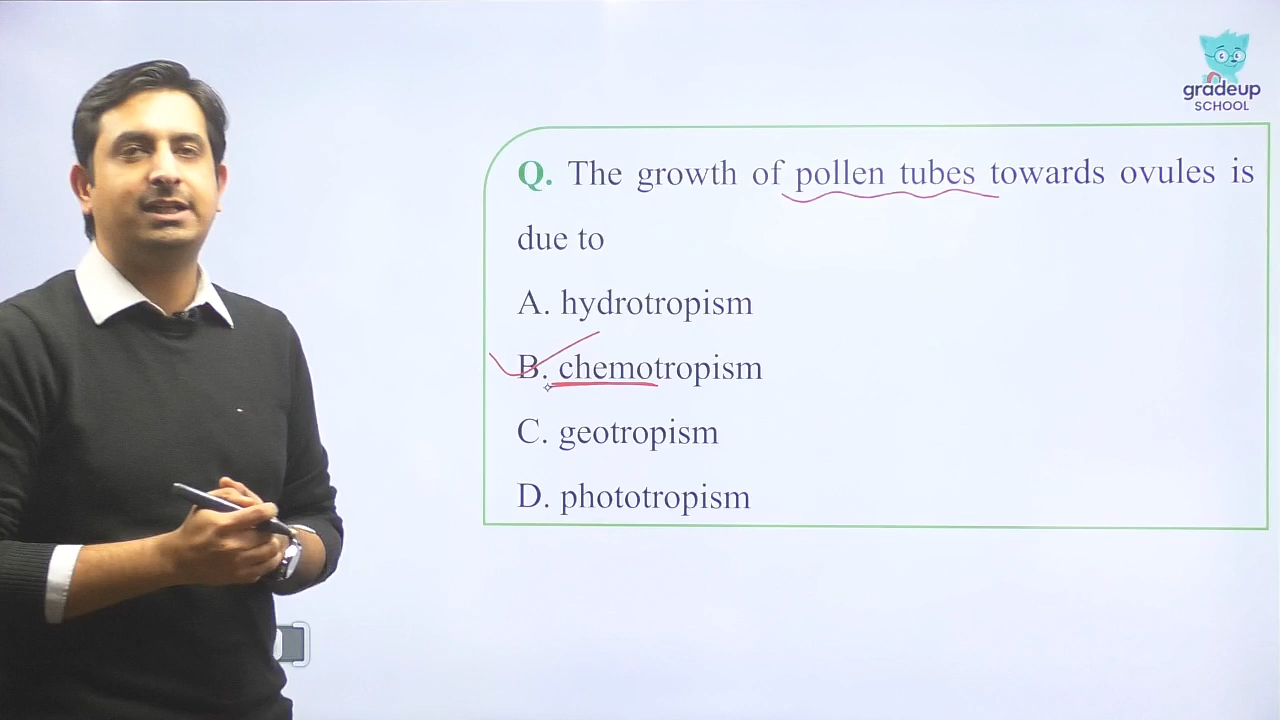 gradeup
SCHOOL
Q. The growth of pollen tubes towards ovules is
due to
A. hydrotropism
B. chemotropism
C. geotropism
D. phototropism